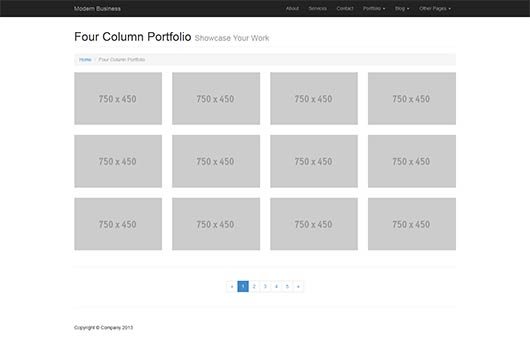 Modern Business About Services Contact Portfolio Blog Other Pages
Four Column Portfolio Showcase Your Work
Home / Four Column Portfolio
750 x 450 750 x 450 750 x 450 750 x 450
750 x 450 750 x 450 750 x 450 750 x 450
750 x 450 750 x 450 750 x 450 750 x 450
« 1 2 3 4 5 »
Copyright © Company 2013